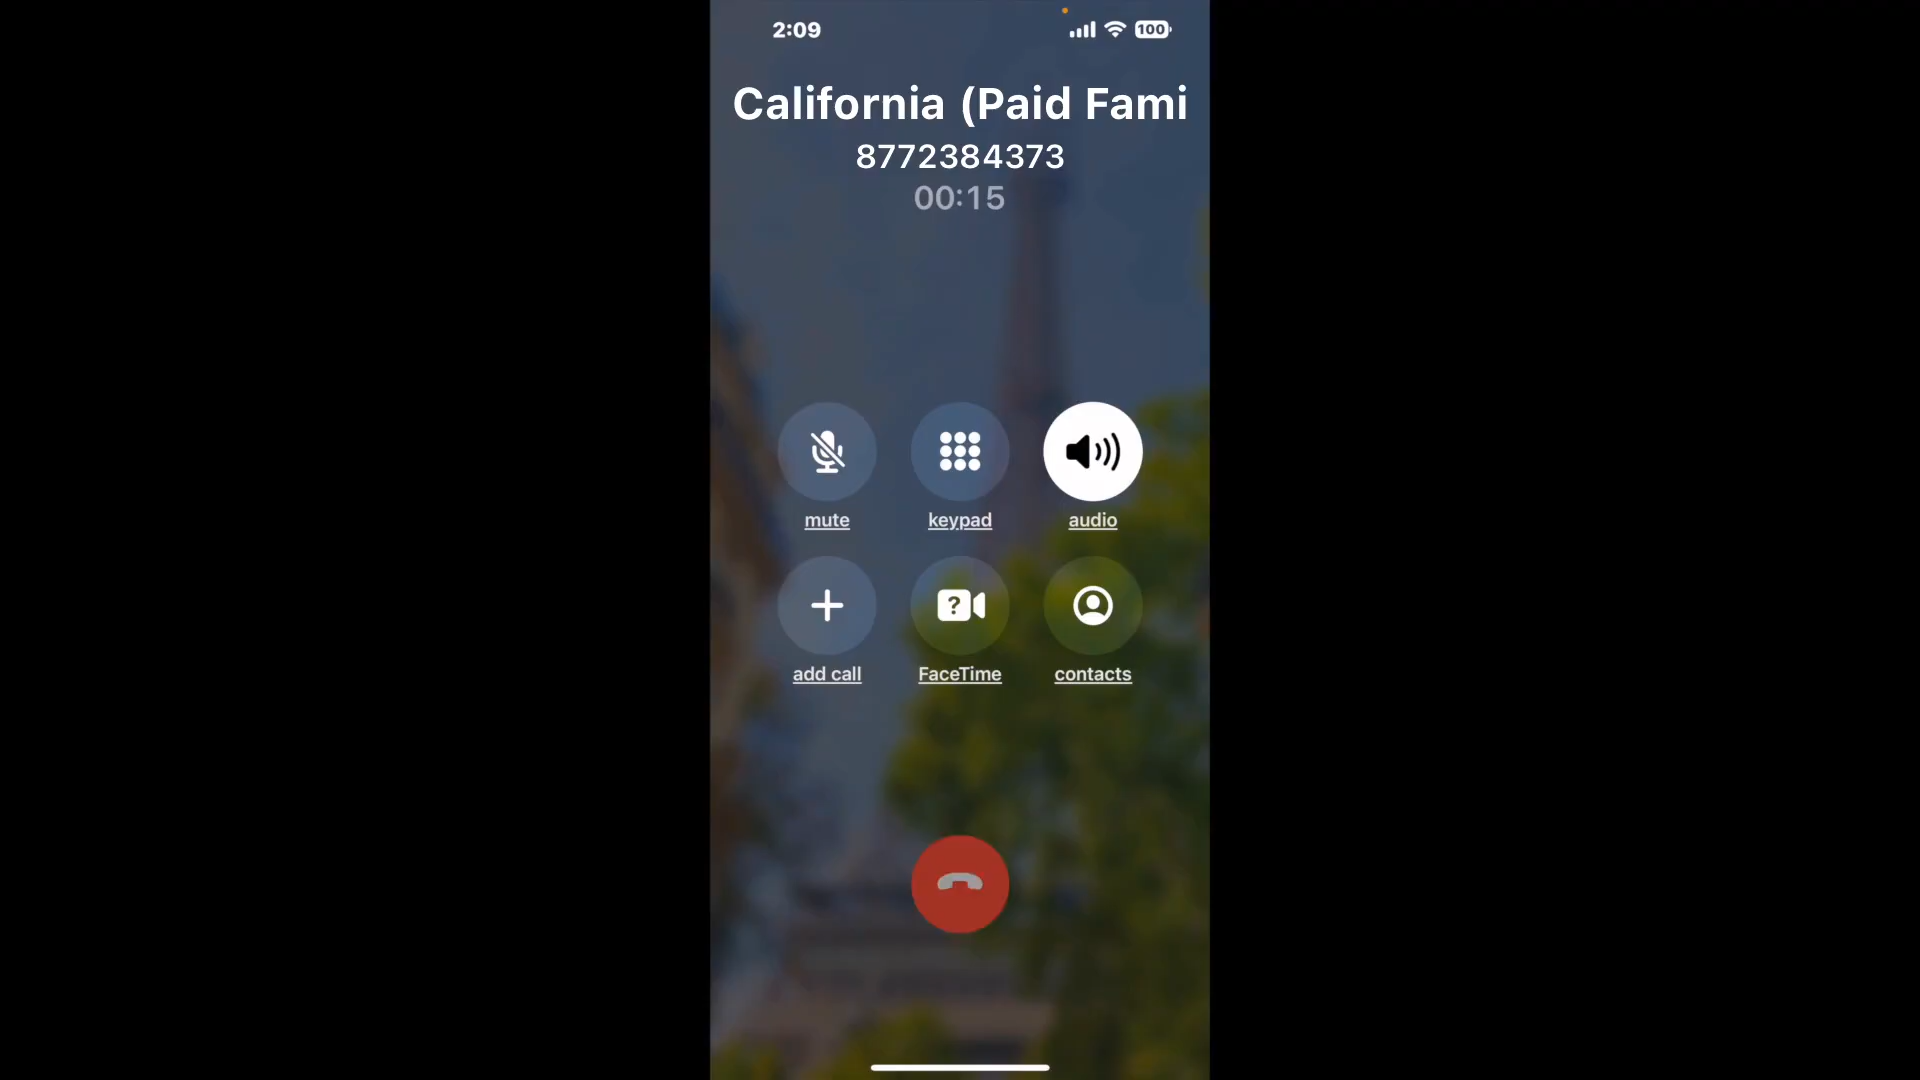 2:09
100
California (Paid Fami
8772384373
00:15
mute
keypad
audio
?
add call
FaceTime
contacts